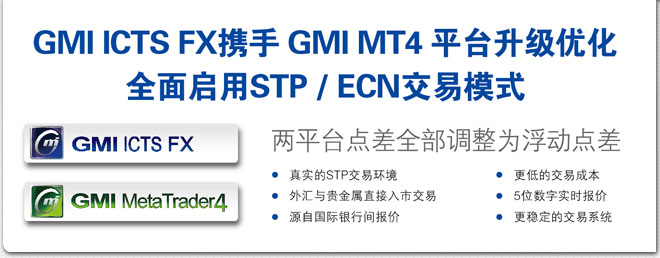 GMI ICTS FX携手 GMI MT4 平台升级优化
全面启用STP / ECN交易模式
GMI ICTS FX
GMI MetaTrader4
两平台点差全部调整为浮动点差
• 真实的STP交易环境
• 外汇与贵金属直接入市交易
• 源自国际银行间报价
• 更低的交易成本
• 5位数字实时报价
• 更稳定的交易系统